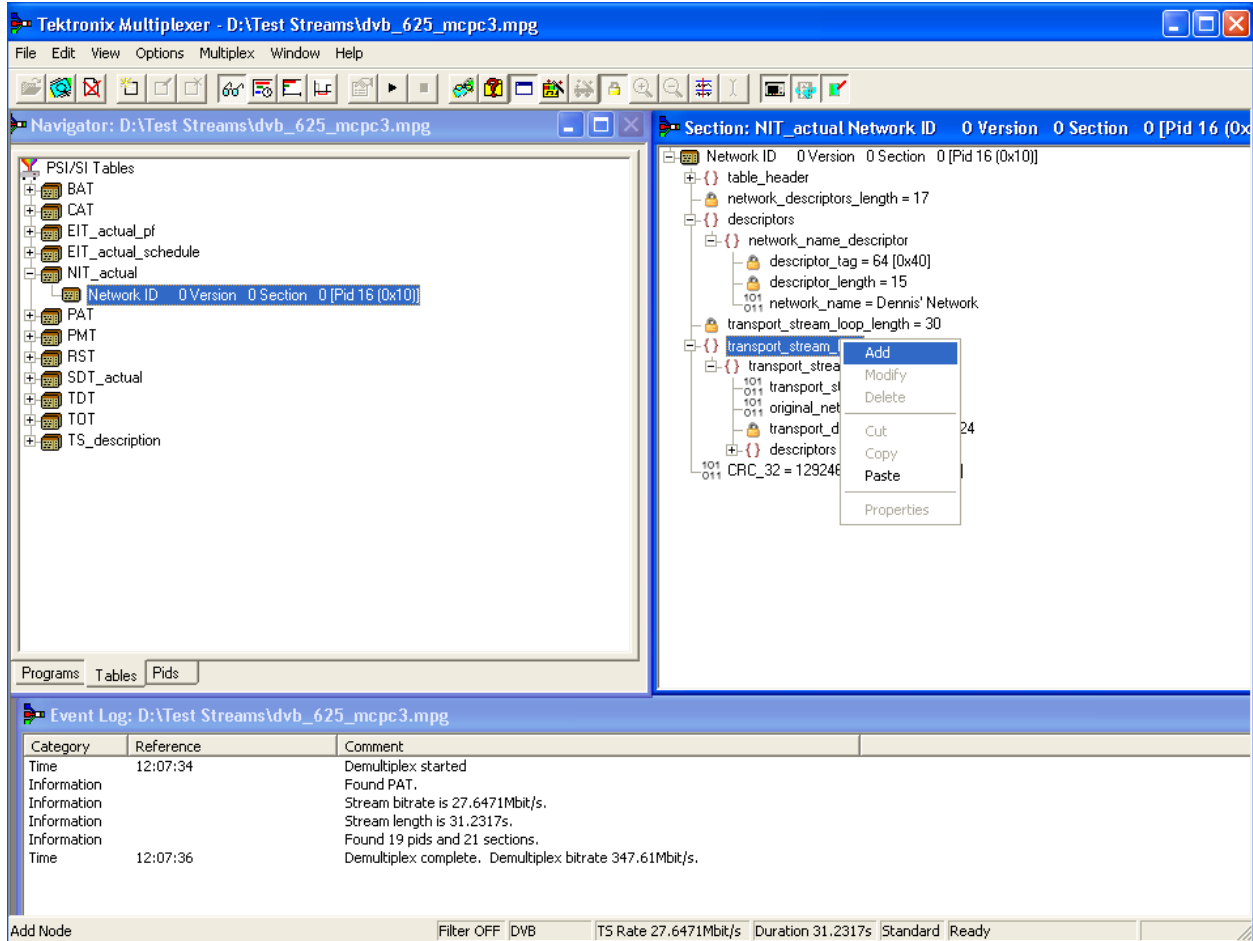 Tektronix Multiplexer - D:\Test Streams\dvb_625_mcpc3.mpg
File Edit View Options Multiplex Window Help
Navigator: D:\Test Streams\dvb_625_mcpc3.mpg
PSI/SI Tables
BAT
CAT
EIT_actual_pf
EIT_actual_schedule
NIT_actual
Network ID 0 Version 0 Section 0 [Pid 16 (0x10)]
PAT
PMT
RST
SDT_actual
TDT
TOT
TS_description
Programs Tables Pids
Section: NIT_actual Network ID 0 Version 0 Section 0 [Pid 16 (0x
Network ID 0 Version 0 Section 0 [Pid 16 (0x10)]
table_header
network_descriptors_length = 17
descriptors
network_name_descriptor
descriptor_tag = 64 [0x40]
descriptor_length = 15
network_name = Dennis' Network
transport_stream_loop_length = 30
transport_stream_
transport_strea
transport_st
original_net
transport_d 24
descriptors
CRC_32 = 129246 ]
Add
Modify
Delete
Cut
Copy
Paste
Properties
Event Log: D:\Test Streams\dvb_625_mcpc3.mpg
Category Reference Comment
Time 12:07:34 Demultiplex started
Information Found PAT.
Information Stream bitrate is 27.6471Mbit/s.
Information Stream length is 31.2317s.
Information Found 19 pids and 21 sections.
Time 12:07:36 Demultiplex complete. Demultiplex bitrate 347.61Mbit/s.
Add Node Filter OFF DVB TS Rate 27.6471Mbit/s Duration 31.2317s Standard Ready